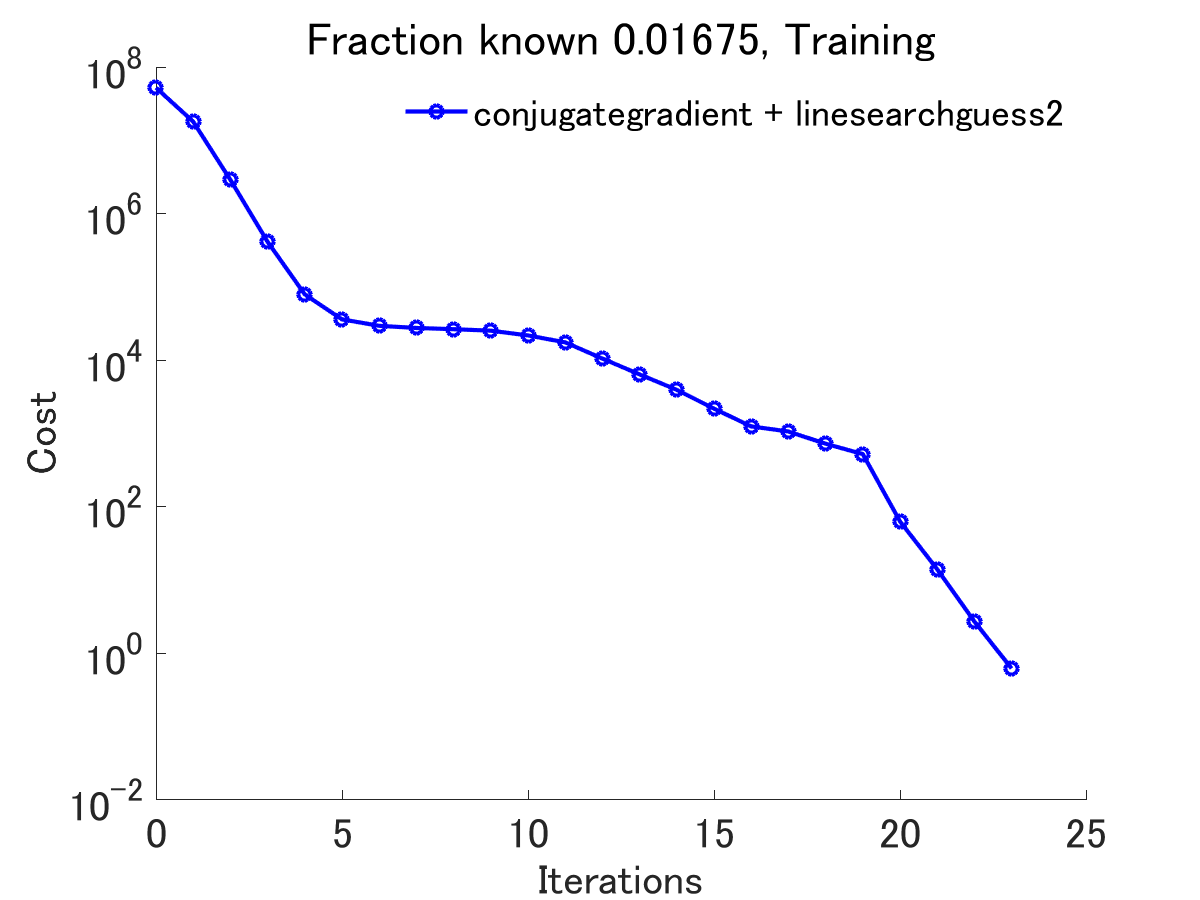 Fraction known 0.01675, Training
conjugategradient + linesearchguess2
10^8
10^6
10^4
10^2
10^0
10^-2
Cost
0 5 10 15 20 25
Iterations